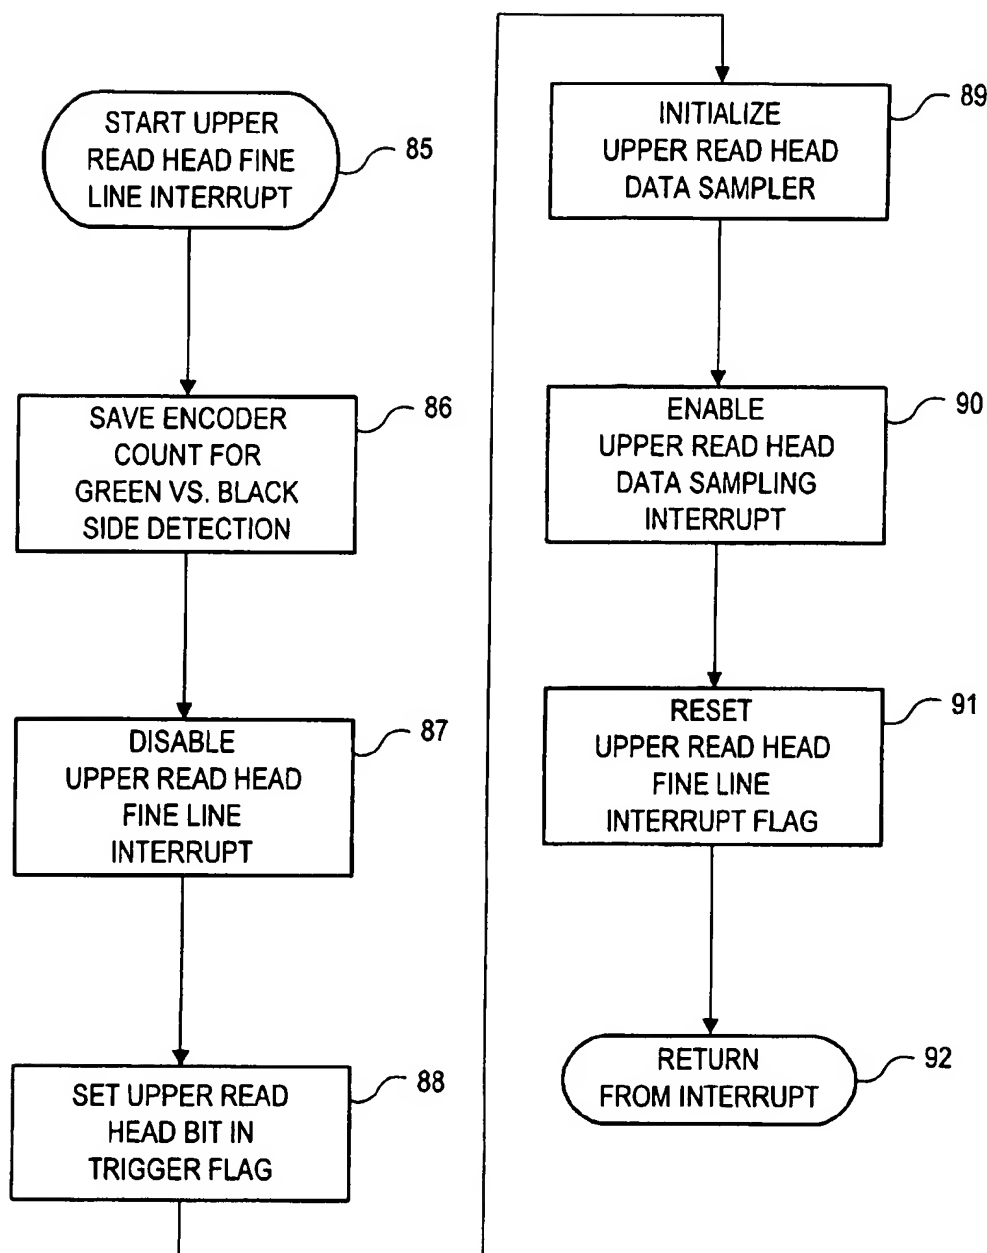 START UPPER
READ HEAD FINE
LINE INTERRUPT
85
SAVE ENCODER
COUNT FOR
GREEN VS. BLACK
SIDE DETECTION
86
DISABLE
UPPER READ HEAD
FINE LINE
INTERRUPT
87
SET UPPER READ
HEAD BIT IN
TRIGGER FLAG
88
INITIALIZE
UPPER READ HEAD
DATA SAMPLER
89
ENABLE
UPPER READ HEAD
DATA SAMPLING
INTERRUPT
90
RESET
UPPER READ HEAD
FINE LINE
INTERRUPT FLAG
91
RETURN
FROM INTERRUPT
92